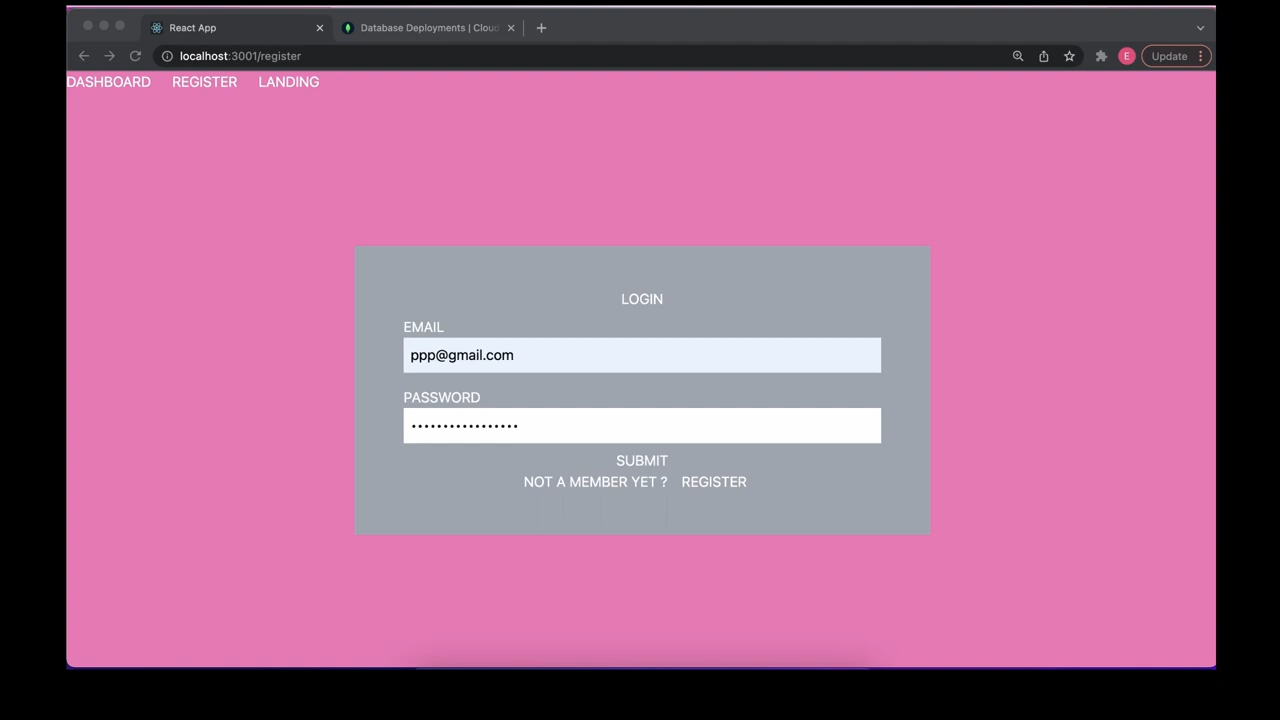 React App
Database Deployments | Cloud
localhost:3001/register
E
Update
DASHBOARD REGISTER LANDING
LOGIN
EMAIL
ppp@gmail.com
PASSWORD
•••••••••••••••••
SUBMIT
NOT A MEMBER YET ? REGISTER